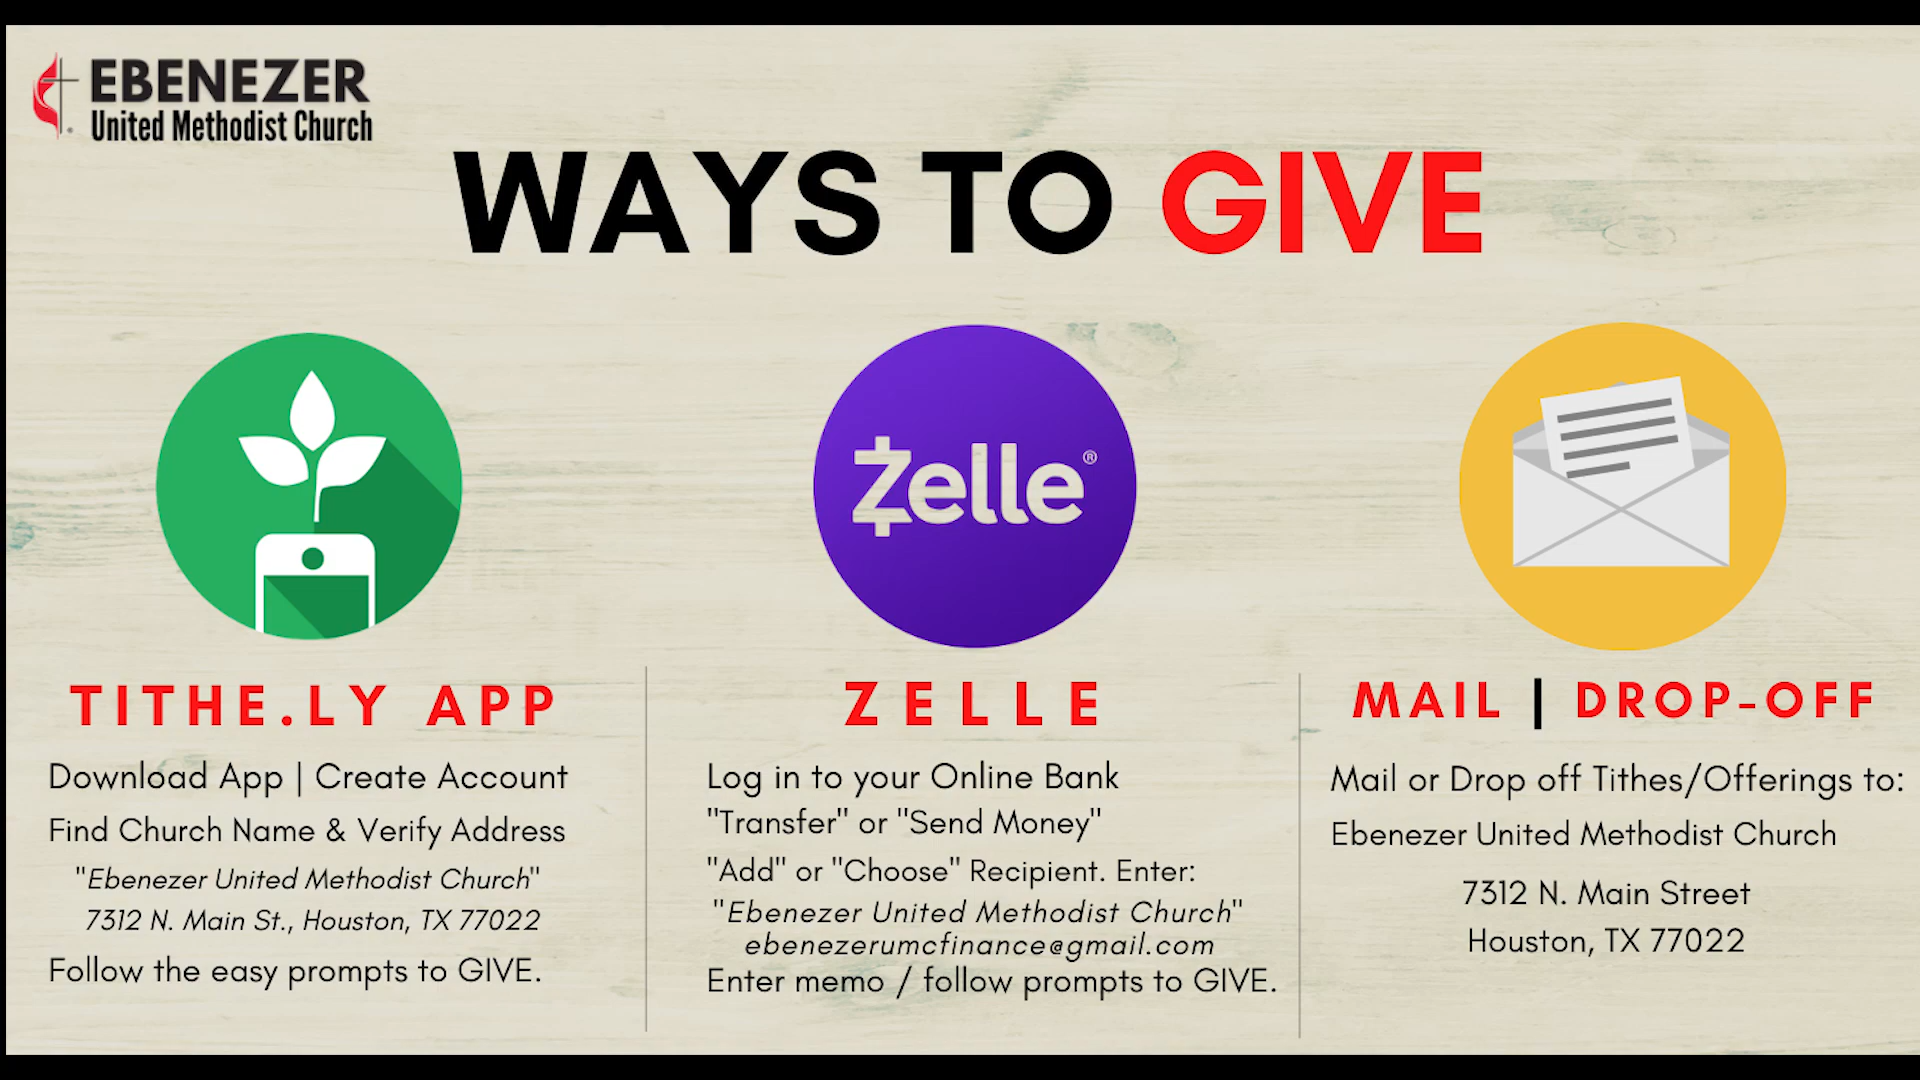 EBENEZER
United Methodist Church
WAYS TO GIVE
Zelle®
TITHE.LY APP
Download App | Create Account
Find Church Name & Verify Address
"Ebenezer United Methodist Church"
7312 N. Main St., Houston, TX 77022
Follow the easy prompts to GIVE.
ZELLE
Log in to your Online Bank
"Transfer" or "Send Money"
"Add" or "Choose" Recipient. Enter:
"Ebenezer United Methodist Church"
ebenezerumcfinance@gmail.com
Enter memo / follow prompts to GIVE.
MAIL | DROP-OFF
Mail or Drop off Tithes/Offerings to:
Ebenezer United Methodist Church
7312 N. Main Street
Houston, TX 77022